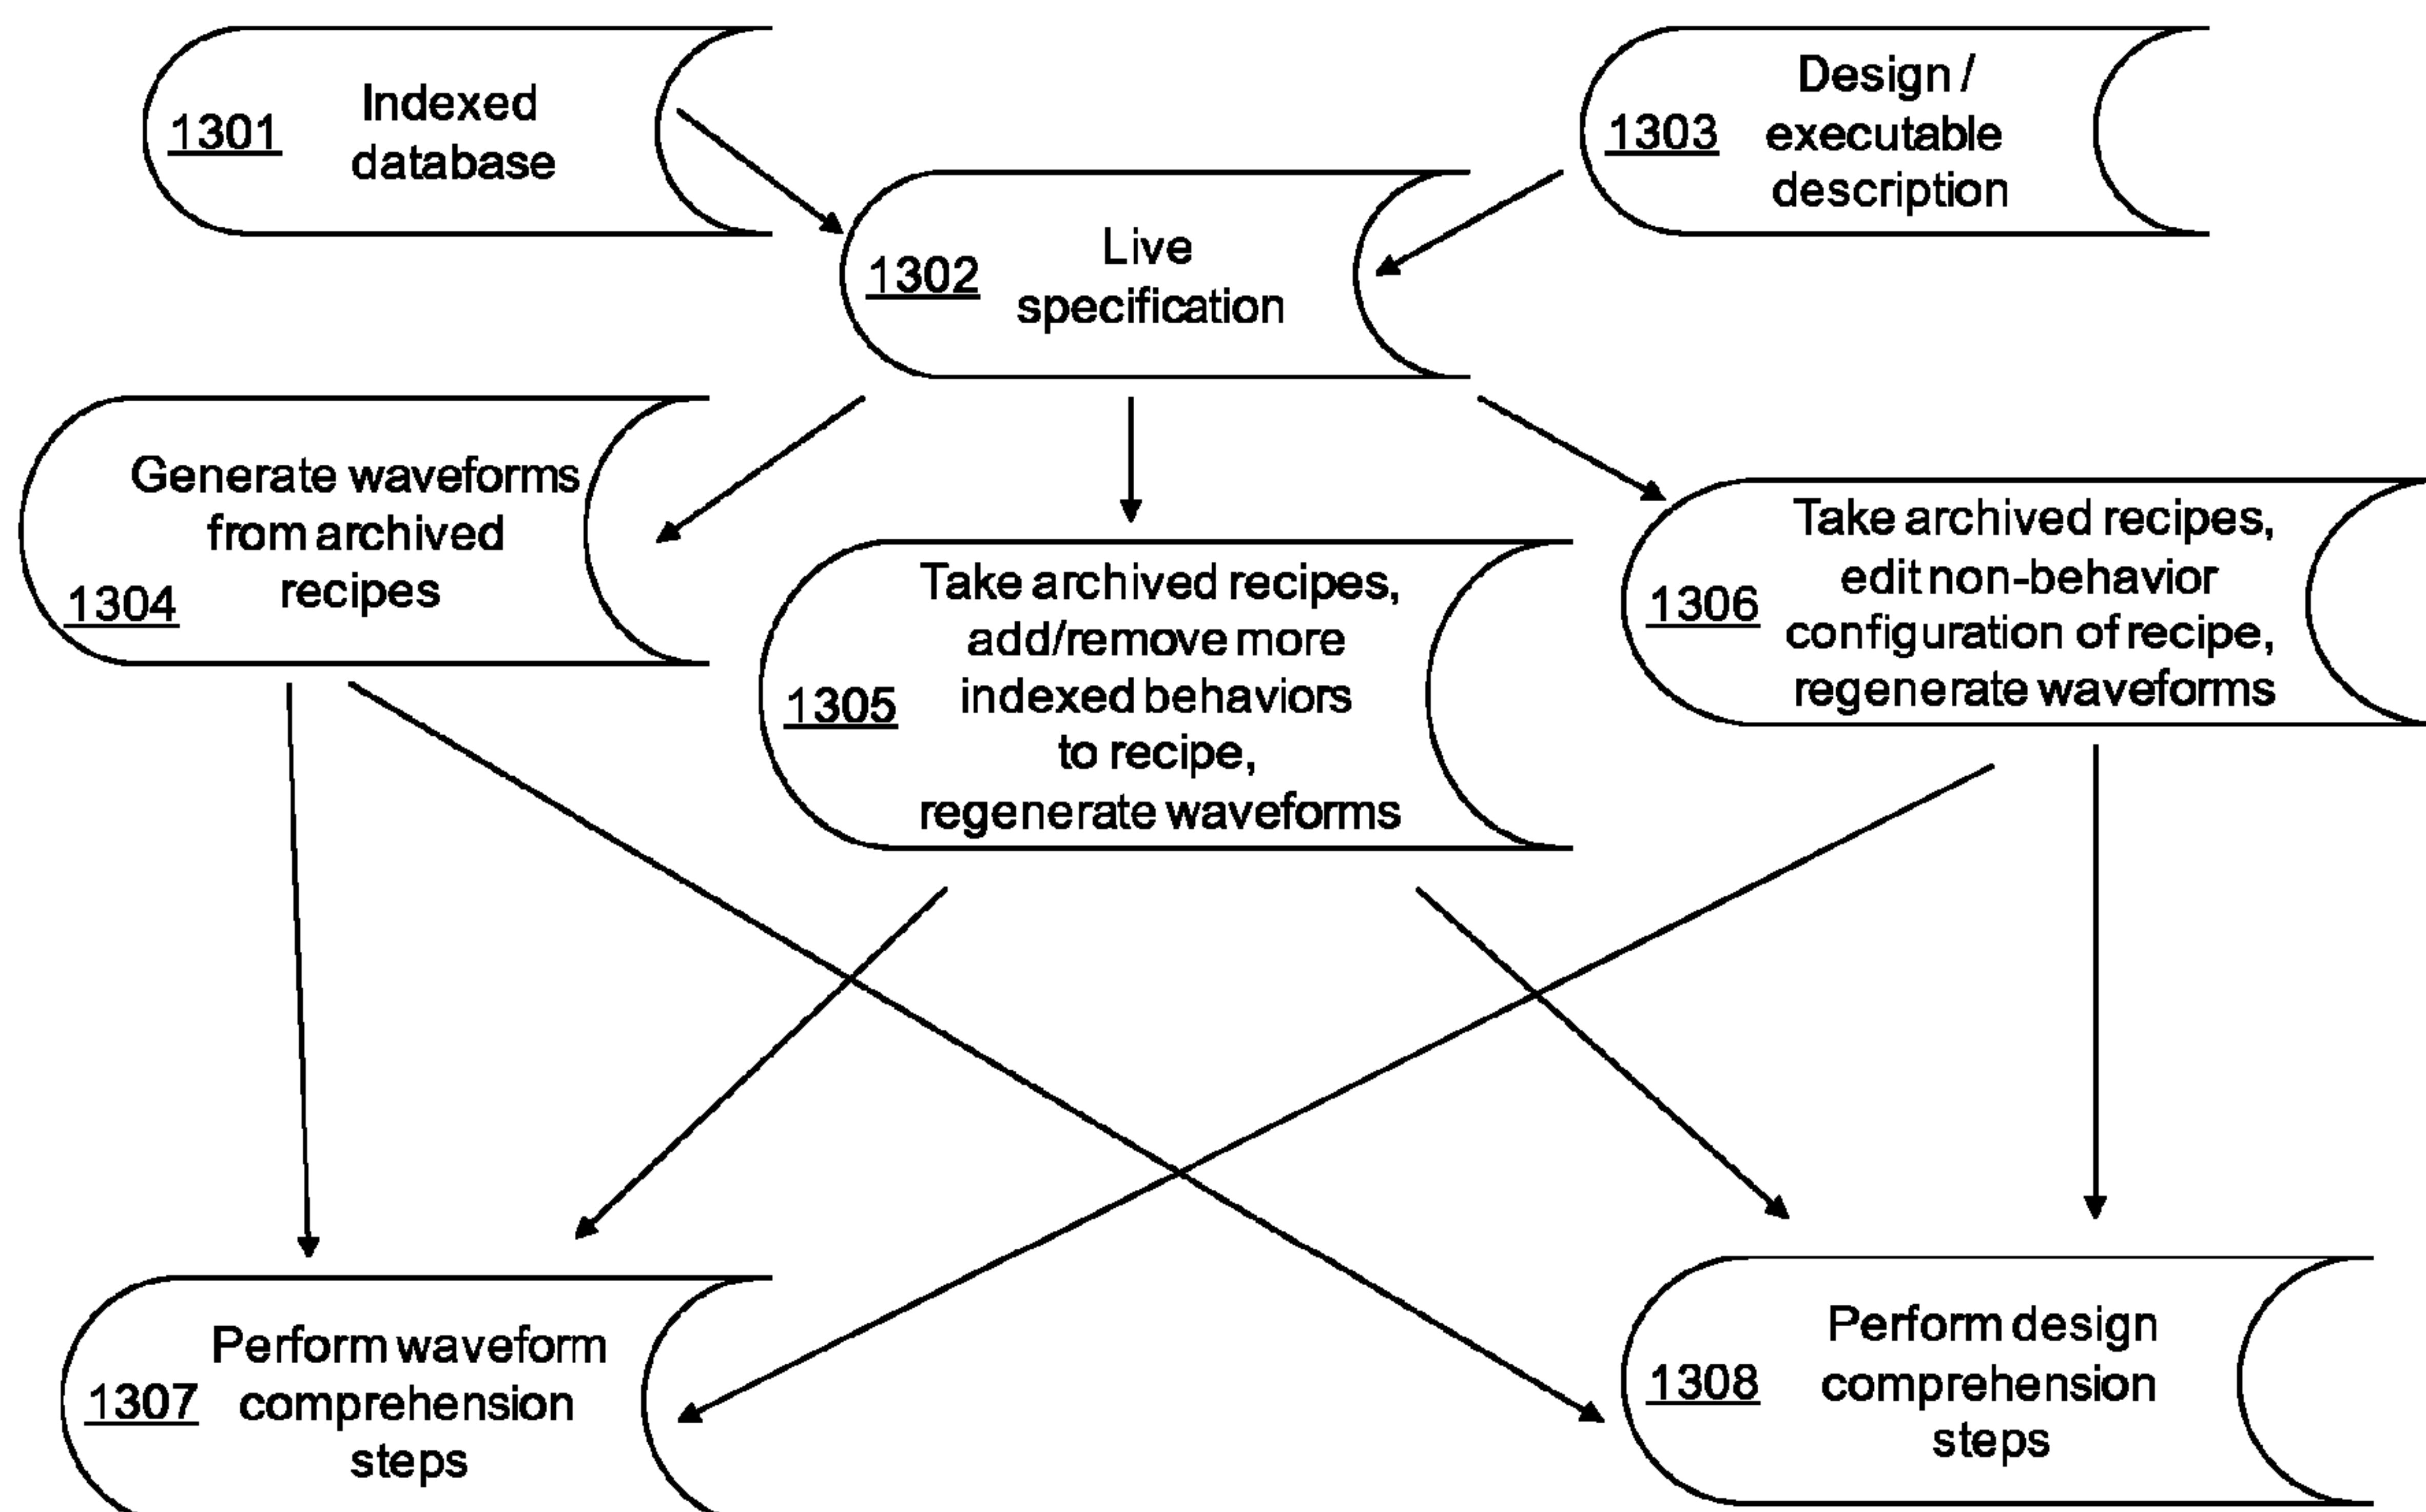 1301
Indexed
database
1303
Design /
executable
description
1302
Live
specification
Generate waveforms
from archived
recipes
1304
Take archived recipes,
add/remove more
indexed behaviors
to recipe,
regenerate waveforms
1305
Take archived recipes,
edit non-behavior
configuration of recipe,
regenerate waveforms
1306
Perform waveform
comprehension
steps
1307
Perform design
comprehension
steps
1308